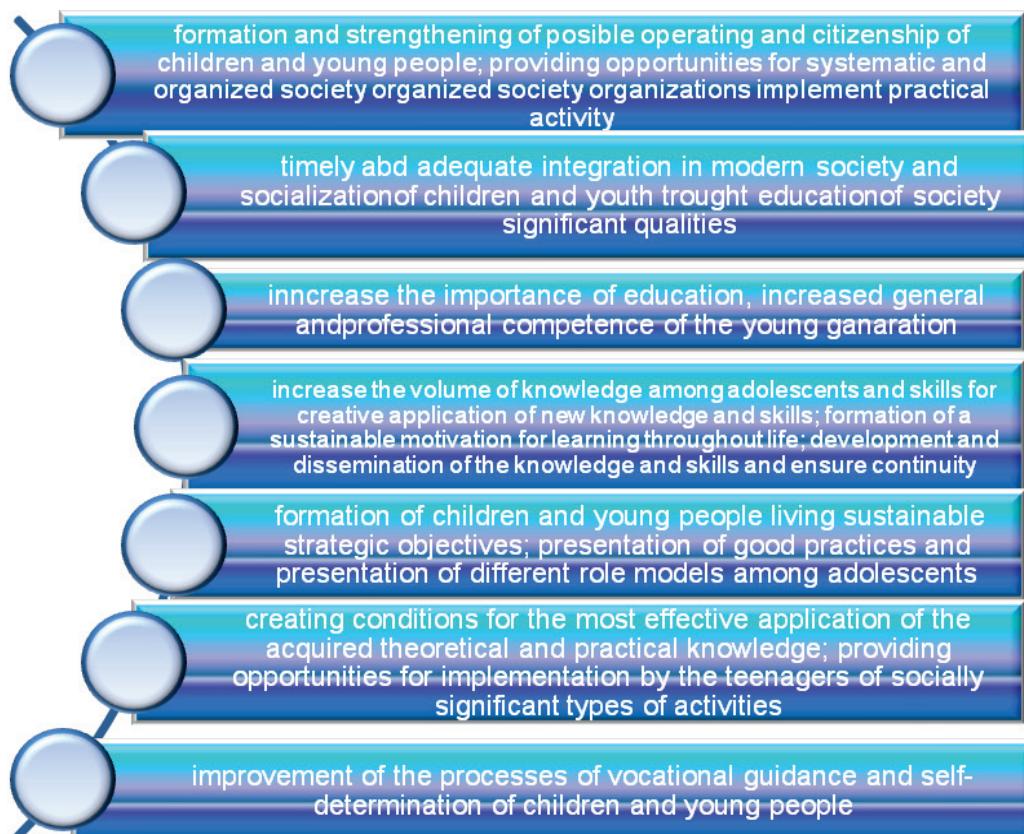 formation and strengthening of posible operating and citizenship of
children and young people; providing opportunities for systematic and
organized society organized society organizations implement practical
activity
timely abd adequate integration in modern society and
socializationof children and youth trought educationof society
significant qualities
inncrease the importance of education, increased general
andprofessional competence of the young ganaration
increase the volume of knowledge among adolescents and skills for
creative application of new knowledge and skills; formation of a
sustainable motivation for learning throughout life; development and
dissemination of the knowledge and skills and ensure continuity
formation of children and young people living sustainable
strategic objectives; presentation of good practices and
presentation of different role models among adolescents
creating conditions for the most effective application of the
acquired theoretical and practical knowledge; providing
opportunities for implementation by the teenagers of socially
significant types of activities
improvement of the processes of vocational guidance and self-
determination of children and young people